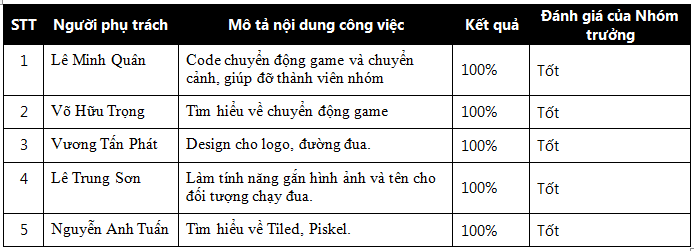 STT Người phụ trách Mô tả nội dung công việc Kết quả Đánh giá của Nhóm trưởng
1 Lê Minh Quân Code chuyển động game và chuyển cảnh, giúp đỡ thành viên nhóm 100% Tốt
2 Võ Hữu Trọng Tìm hiểu về chuyển động game 100% Tốt
3 Vương Tấn Phát Design cho logo, đường đua. 100% Tốt
4 Lê Trung Sơn Làm tính năng gắn hình ảnh và tên cho đối tượng chạy đua. 100% Tốt
5 Nguyễn Anh Tuấn Tìm hiểu về Tiled, Piskel. 100% Tốt